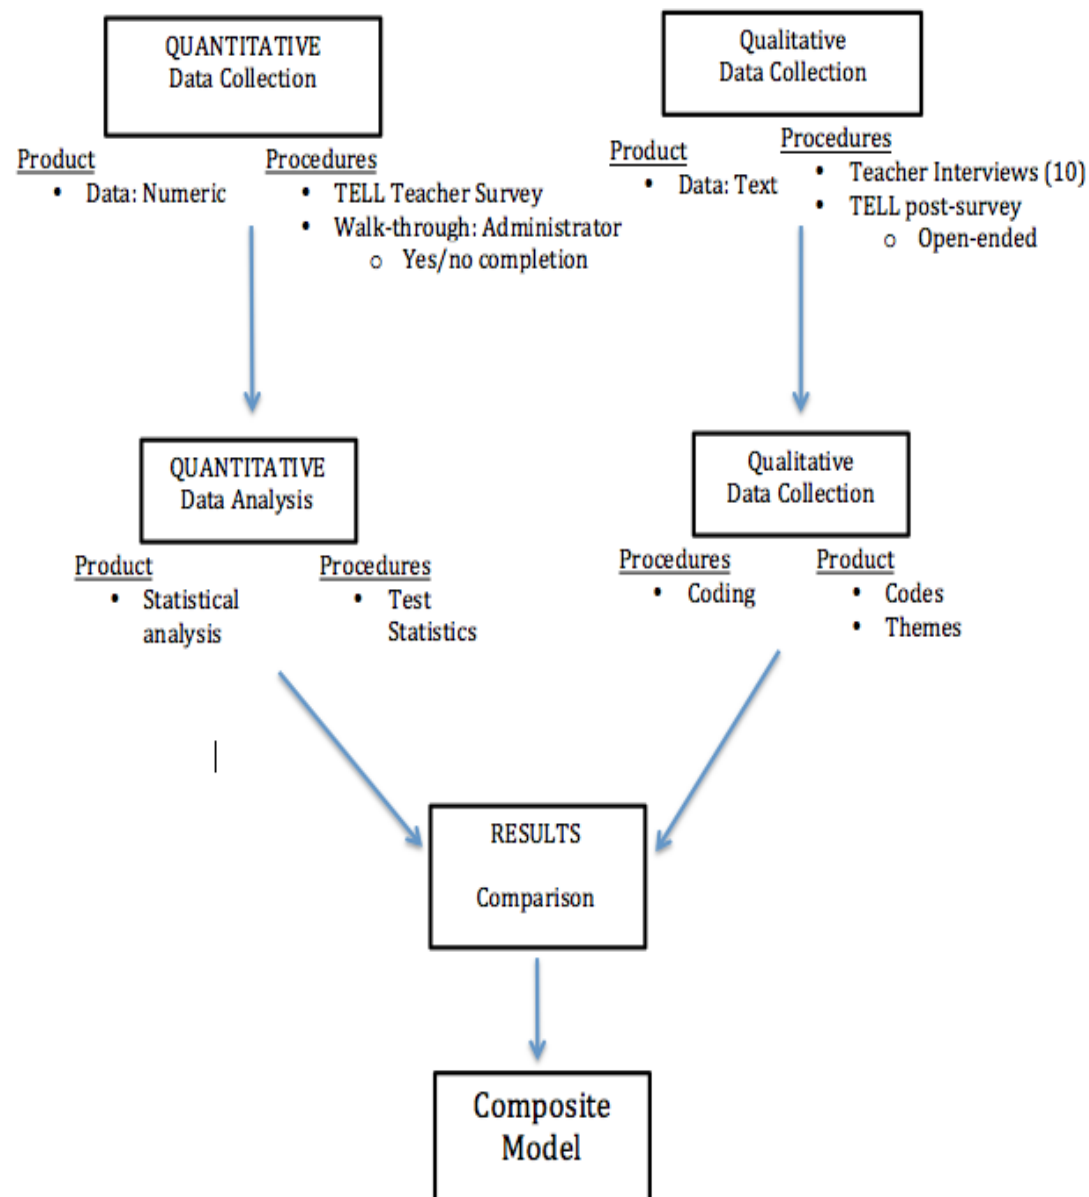 QUANTITATIVE
Data Collection
Product
• Data: Numeric
Procedures
• TELL Teacher Survey
• Walk-through: Administrator
o Yes/no completion
Qualitative
Data Collection
Product
• Data: Text
Procedures
• Teacher Interviews (10)
• TELL post-survey
o Open-ended
QUANTITATIVE
Data Analysis
Product
• Statistical
analysis
Procedures
• Test
Statistics
Qualitative
Data Collection
Procedures
• Coding
Product
• Codes
• Themes
RESULTS
Comparison
Composite
Model